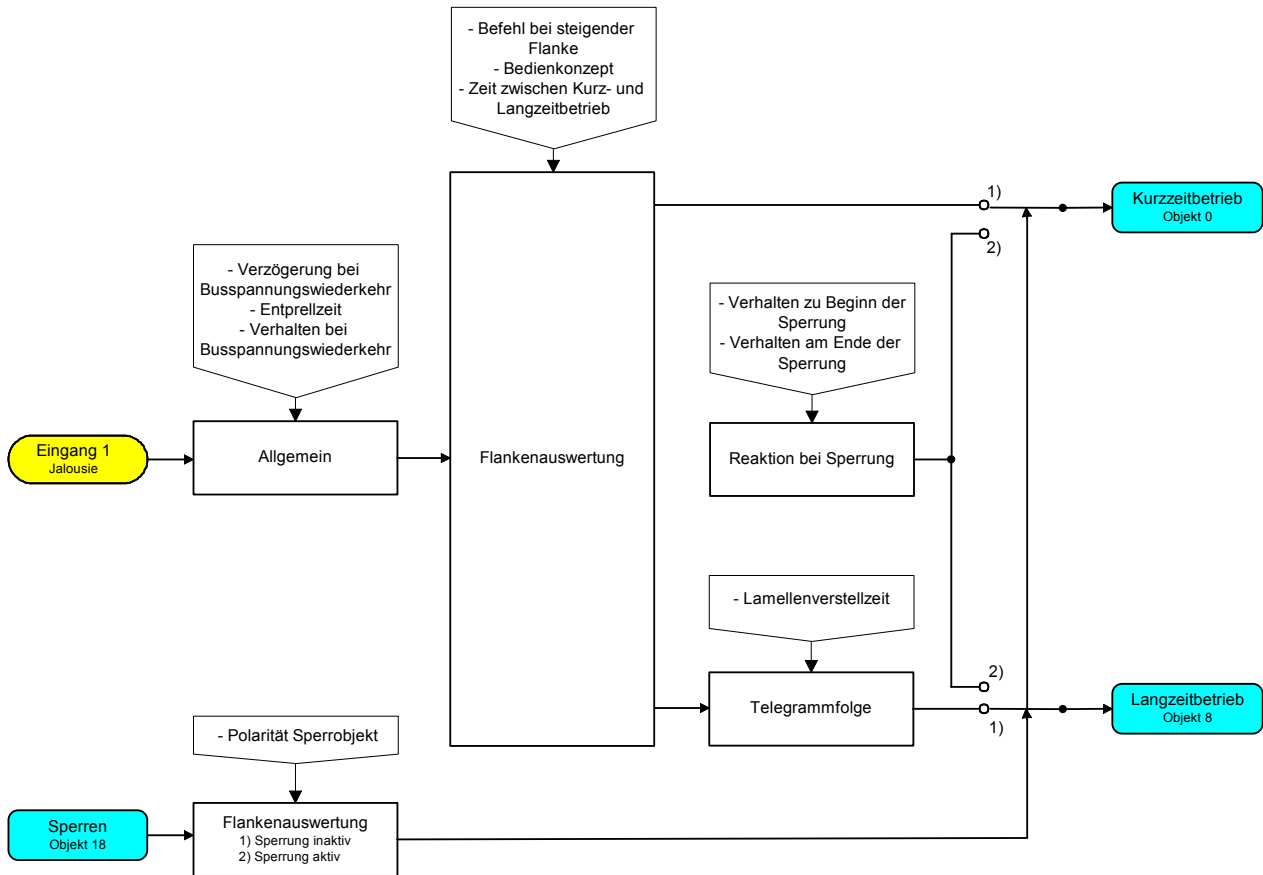 - Befehl bei steigender
Flanke
- Bedienkonzept
- Zeit zwischen Kurz- und
Langzeitbetrieb
1)
Kurzzeitbetrieb
Objekt 0
2)
- Verzögerung bei
Busspannungswiederkehr
- Entprellzeit
- Verhalten bei
Busspannungswiederkehr
- Verhalten zu Beginn der
Sperrung
- Verhalten am Ende der
Sperrung
Eingang 1
Jalousie
Allgemein
Flankenauswertung
Reaktion bei Sperrung
- Lamellenverstellzeit
2)
Telegrammfolge
1)
Langzeitbetrieb
Objekt 8
- Polarität Sperrobjekt
Sperren
Objekt 18
Flankenauswertung
1) Sperrung inaktiv
2) Sperrung aktiv